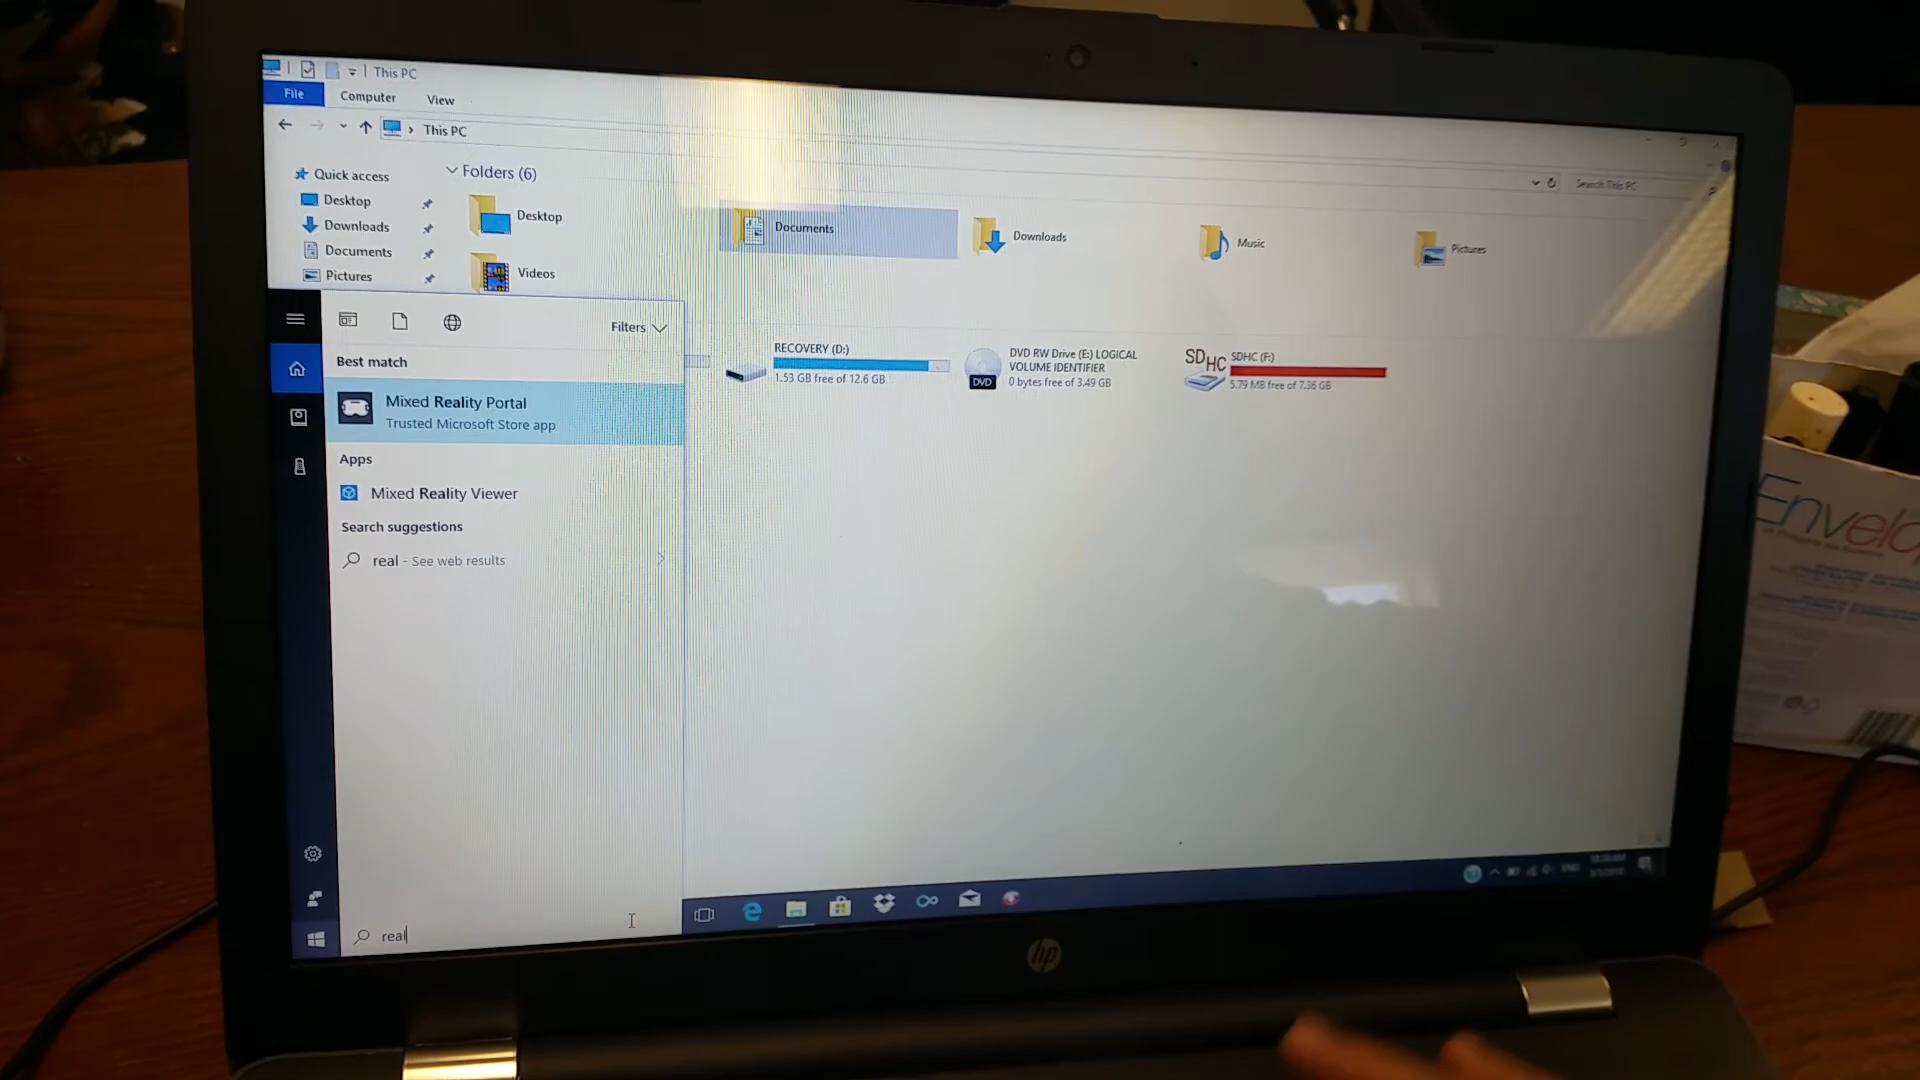 This PC
File Computer View
This PC
Search This PC
Quick access
Desktop
Downloads
Documents
Pictures
Folders (6)
Desktop
Documents
Downloads
Music
Pictures
Videos
RECOVERY (D:)
1.53 GB free of 12.6 GB
DVD RW Drive (E:) LOGICAL
VOLUME IDENTIFIER
0 bytes free of 3.49 GB
DVD
SDHC
SDHC (F:)
5.79 MB free of 7.36 GB
Filters
Best match
Mixed Reality Portal
Trusted Microsoft Store app
Apps
Mixed Reality Viewer
Search suggestions
real - See web results
real
ENG
hp